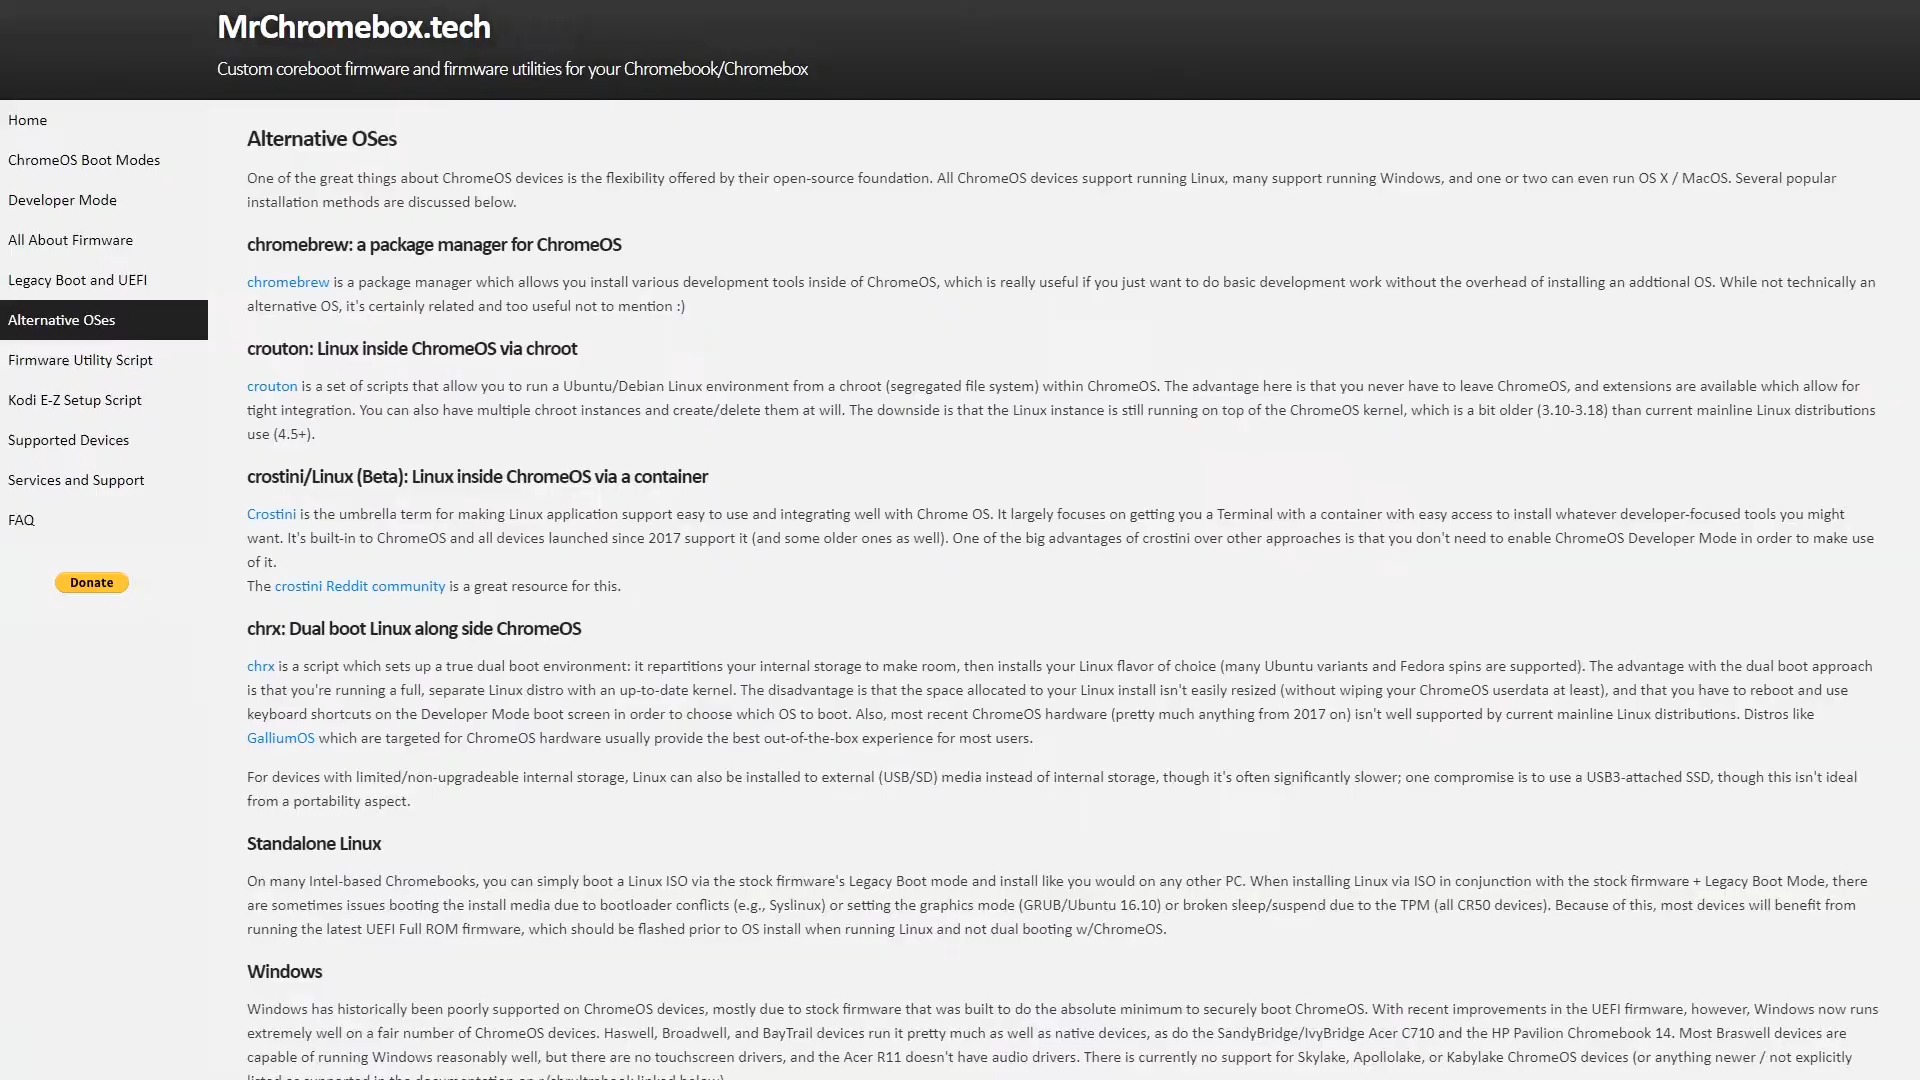 MrChromebox.tech
Custom coreboot firmware and firmware utilities for your Chromebook/Chromebox
Home
ChromeOS Boot Modes
Developer Mode
All About Firmware
Legacy Boot and UEFI
Alternative OSes
Firmware Utility Script
Kodi E-Z Setup Script
Supported Devices
Services and Support
FAQ
Donate
Alternative OSes
One of the great things about ChromeOS devices is the flexibility offered by their open-source foundation. All ChromeOS devices support running Linux, many support running Windows, and one or two can even run OS X / MacOS. Several popular
installation methods are discussed below.
chromebrew: a package manager for ChromeOS
chromebrew is a package manager which allows you install various development tools inside of ChromeOS, which is really useful if you just want to do basic development work without the overhead of installing an addtional OS. While not technically an
alternative OS, it's certainly related and too useful not to mention :)
crouton: Linux inside ChromeOS via chroot
crouton is a set of scripts that allow you to run a Ubuntu/Debian Linux environment from a chroot (segregated file system) within ChromeOS. The advantage here is that you never have to leave ChromeOS, and extensions are available which allow for
tight integration. You can also have multiple chroot instances and create/delete them at will. The downside is that the Linux instance is still running on top of the ChromeOS kernel, which is a bit older (3.10-3.18) than current mainline Linux distributions
use (4.5+).
crostini/Linux (Beta): Linux inside ChromeOS via a container
Crostini is the umbrella term for making Linux application support easy to use and integrating well with Chrome OS. It largely focuses on getting you a Terminal with a container with easy access to install whatever developer-focused tools you might
want. It's built-in to ChromeOS and all devices launched since 2017 support it (and some older ones as well). One of the big advantages of crostini over other approaches is that you don't need to enable ChromeOS Developer Mode in order to make use
of it.
The crostini Reddit community is a great resource for this.
chrx: Dual boot Linux along side ChromeOS
chrx is a script which sets up a true dual boot environment: it repartitions your internal storage to make room, then installs your Linux flavor of choice (many Ubuntu variants and Fedora spins are supported). The advantage with the dual boot approach
is that you're running a full, separate Linux distro with an up-to-date kernel. The disadvantage is that the space allocated to your Linux install isn't easily resized (without wiping your ChromeOS userdata at least), and that you have to reboot and use
keyboard shortcuts on the Developer Mode boot screen in order to choose which OS to boot. Also, most recent ChromeOS hardware (pretty much anything from 2017 on) isn't well supported by current mainline Linux distributions. Distros like
GalliumOS which are targeted for ChromeOS hardware usually provide the best out-of-the-box experience for most users.
For devices with limited/non-upgradeable internal storage, Linux can also be installed to external (USB/SD) media instead of internal storage, though it's often significantly slower; one compromise is to use a USB3-attached SSD, though this isn't ideal
from a portability aspect.
Standalone Linux
On many Intel-based Chromebooks, you can simply boot a Linux ISO via the stock firmware's Legacy Boot mode and install like you would on any other PC. When installing Linux via ISO in conjunction with the stock firmware + Legacy Boot Mode, there
are sometimes issues booting the install media due to bootloader conflicts (e.g., Syslinux) or setting the graphics mode (GRUB/Ubuntu 16.10) or broken sleep/suspend due to the TPM (all CR50 devices). Because of this, most devices will benefit from
running the latest UEFI Full ROM firmware, which should be flashed prior to OS install when running Linux and not dual booting w/ChromeOS.
Windows
Windows has historically been poorly supported on ChromeOS devices, mostly due to stock firmware that was built to do the absolute minimum to securely boot ChromeOS. With recent improvements in the UEFI firmware, however, Windows now runs
extremely well on a fair number of ChromeOS devices. Haswell, Broadwell, and BayTrail devices run it pretty much as well as native devices, as do the SandyBridge/IvyBridge Acer C710 and the HP Pavilion Chromebook 14. Most Braswell devices are
capable of running Windows reasonably well, but there are no touchscreen drivers, and the Acer R11 doesn't have audio drivers. There is currently no support for Skylake, Apollolake, or Kabylake ChromeOS devices (or anything newer / not explicitly